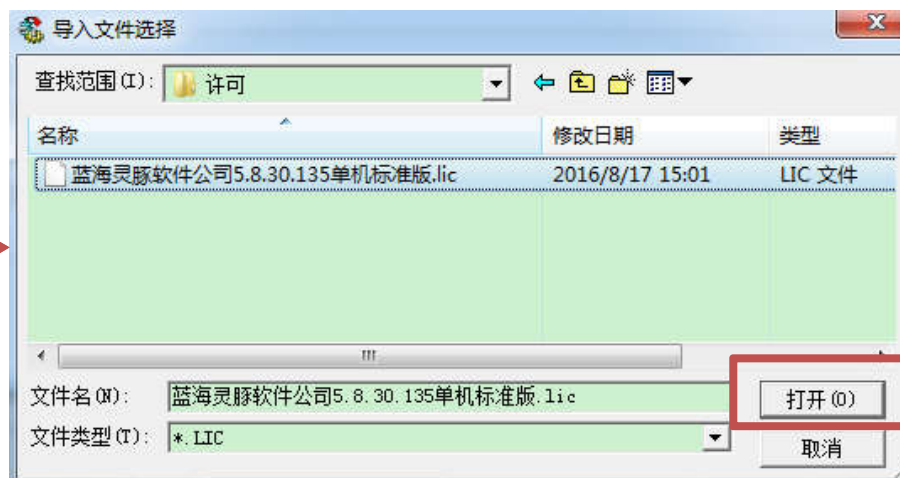 导入文件选择
查找范围(I): 许可
名称 修改日期 类型
蓝海灵豚软件公司5.8.30.135单机标准版.lic 2016/8/17 15:01 LIC 文件
文件名(N): 蓝海灵豚软件公司5.8.30.135单机标准版.lic 打开(O)
文件类型(T): *.LIC 取消